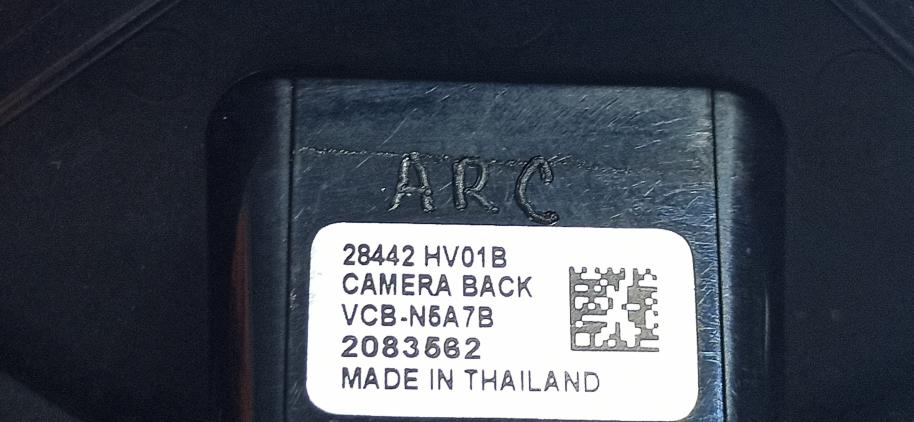 ARC
28442 HV01B
CAMERA BACK
VCB-N5A7B
2083562
MADE IN THAILAND